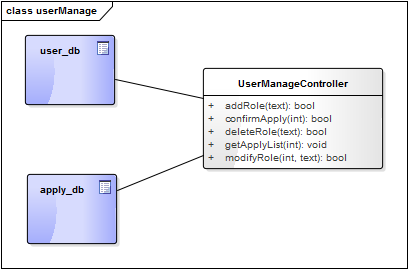 class userManage
user_db
UserManageController
+ addRole(text): bool
+ confirmApply(int): bool
+ deleteRole(text): bool
+ getApplyList(int): void
+ modifyRole(int, text): bool
apply_db